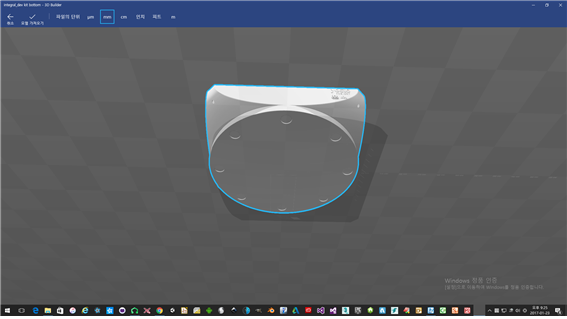 integral_dev kit bottom - 3D Builder
취소
모델 가져오기
파일의 단위 μm mm cm 인치 피트 m
Windows 정품 인증
[설정]으로 이동하여 Windows를 정품 인증합니다.
오후 9:21
2017-01-23